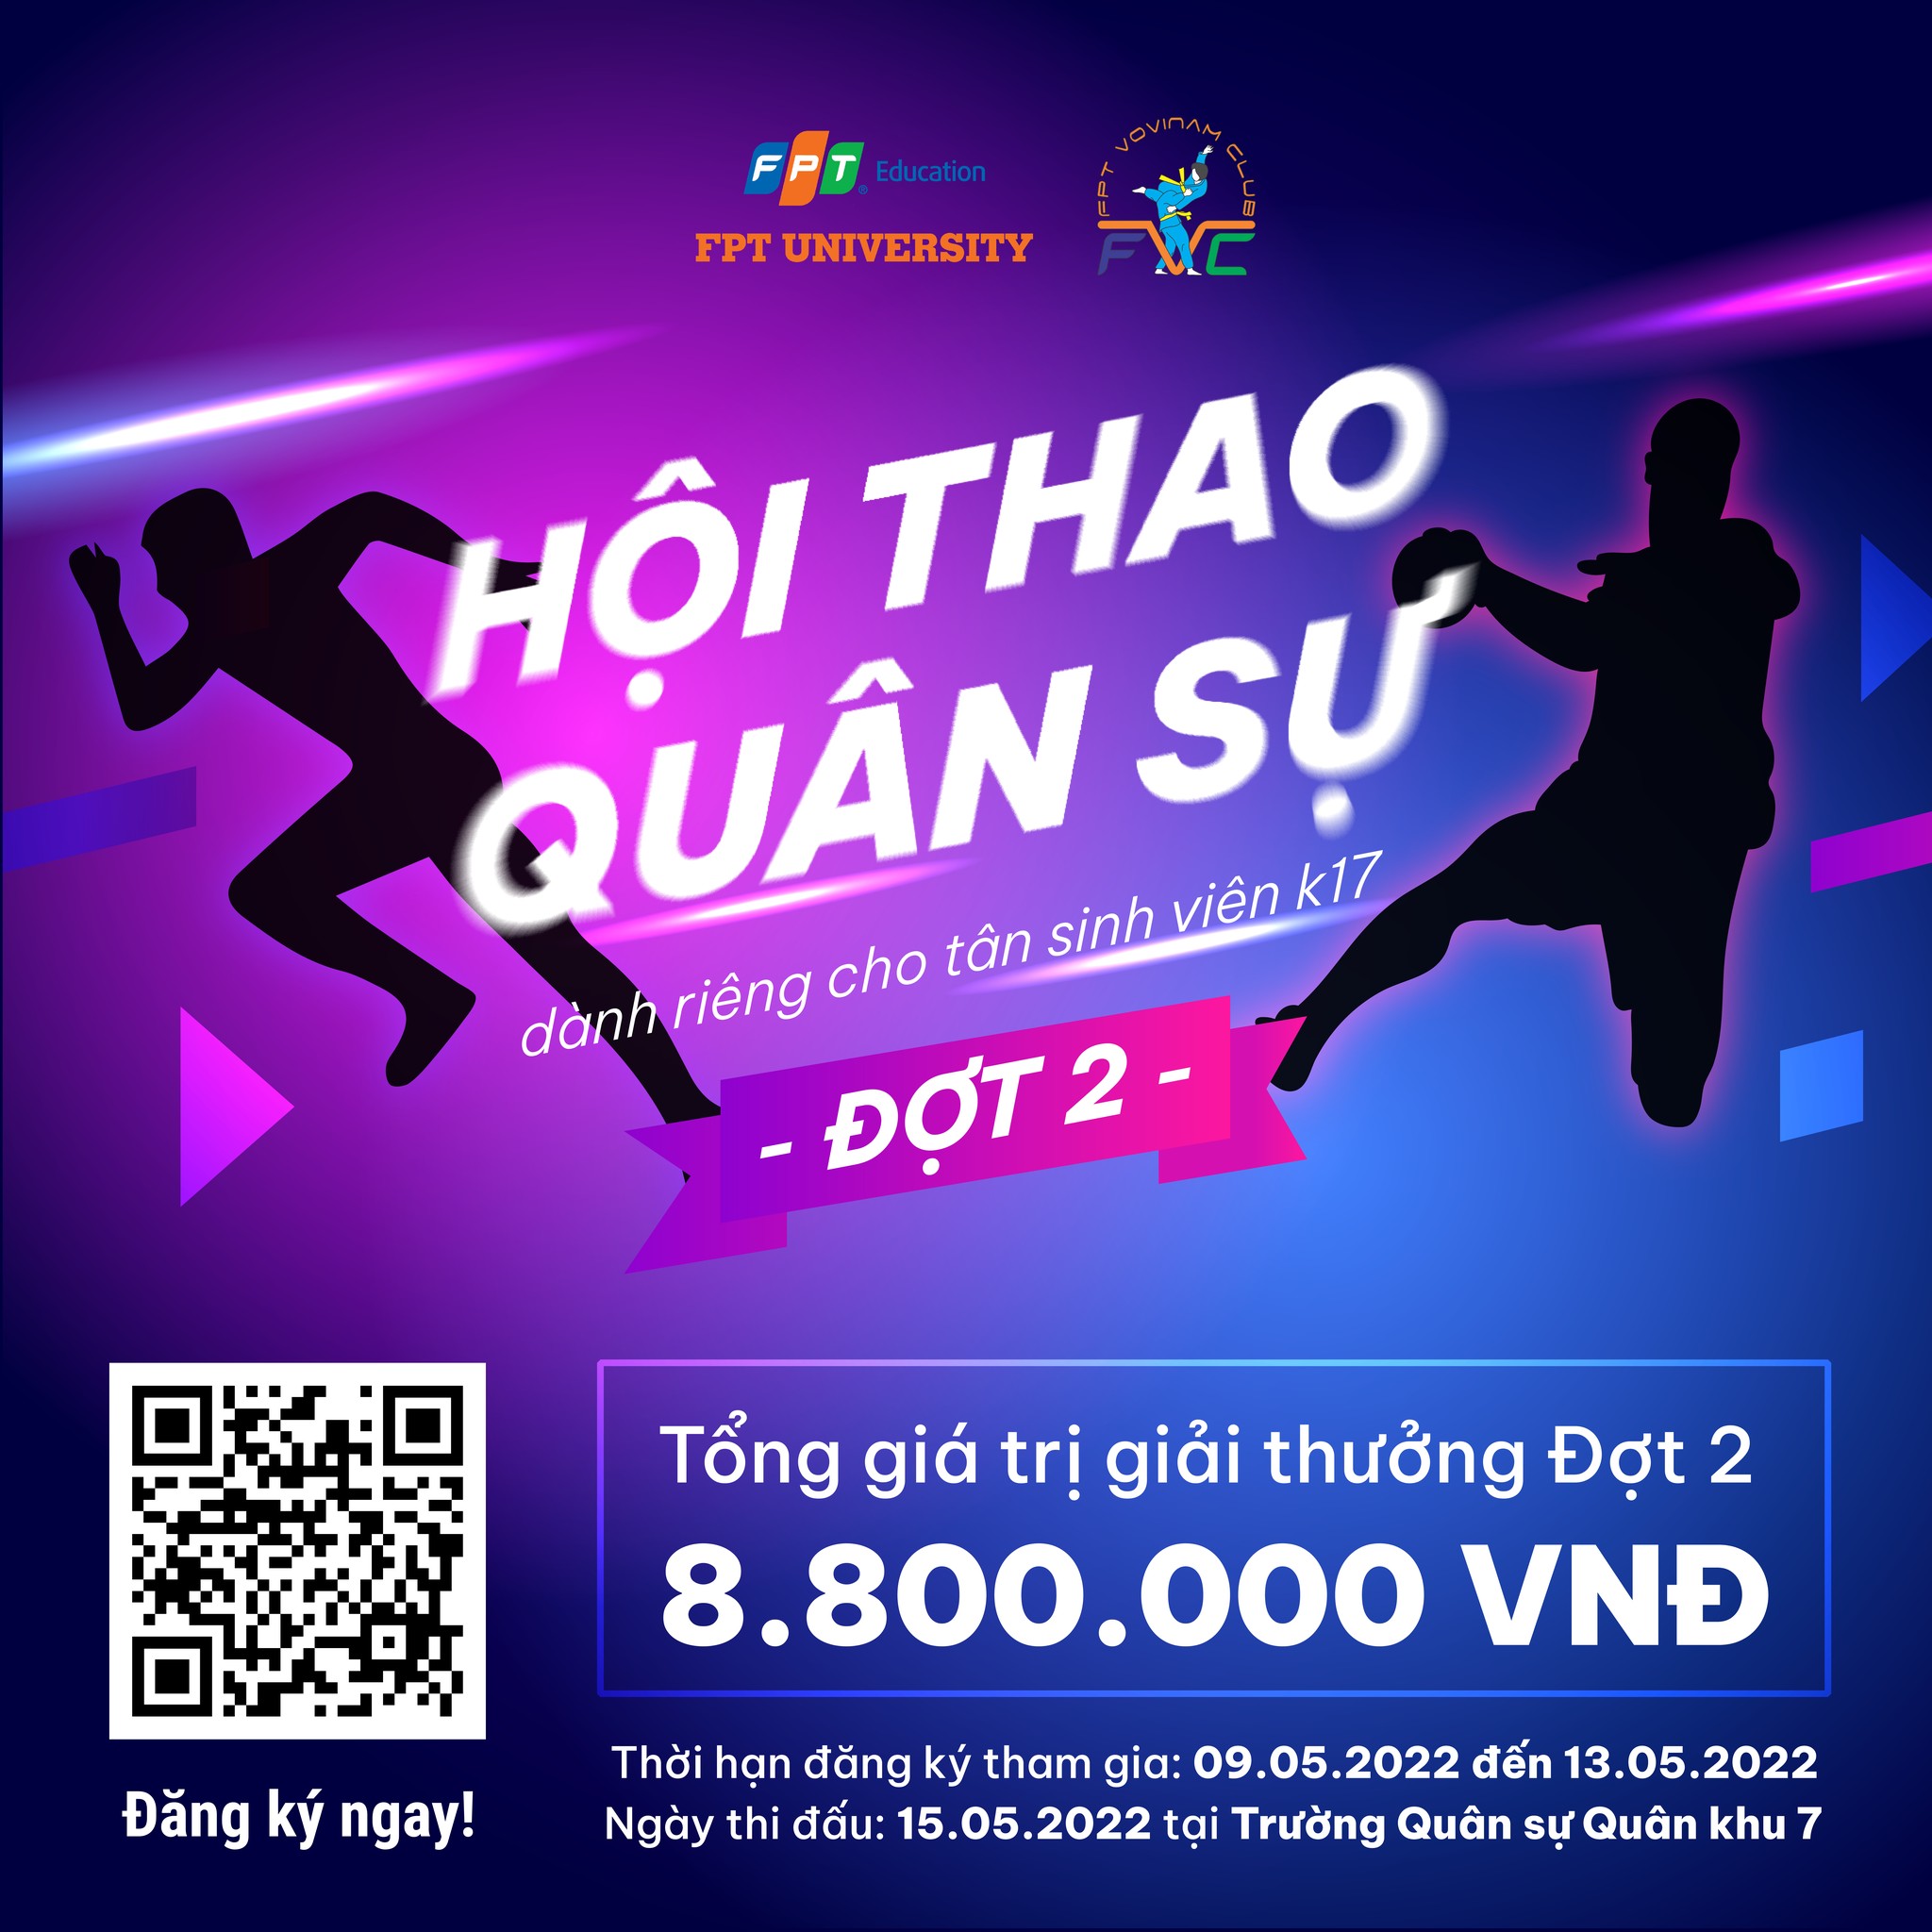 FPT Education
FPT UNIVERSITY
FPT VOVINAM CLUB
FVC
HỘI THAO
QUÂN SỰ
dành riêng cho tân sinh viên k17
- ĐỢT 2 -
Tổng giá trị giải thưởng Đợt 2
8.800.000 VNĐ
Đăng ký ngay!
Thời hạn đăng ký tham gia: 09.05.2022 đến 13.05.2022
Ngày thi đấu: 15.05.2022 tại Trường Quân sự Quân khu 7